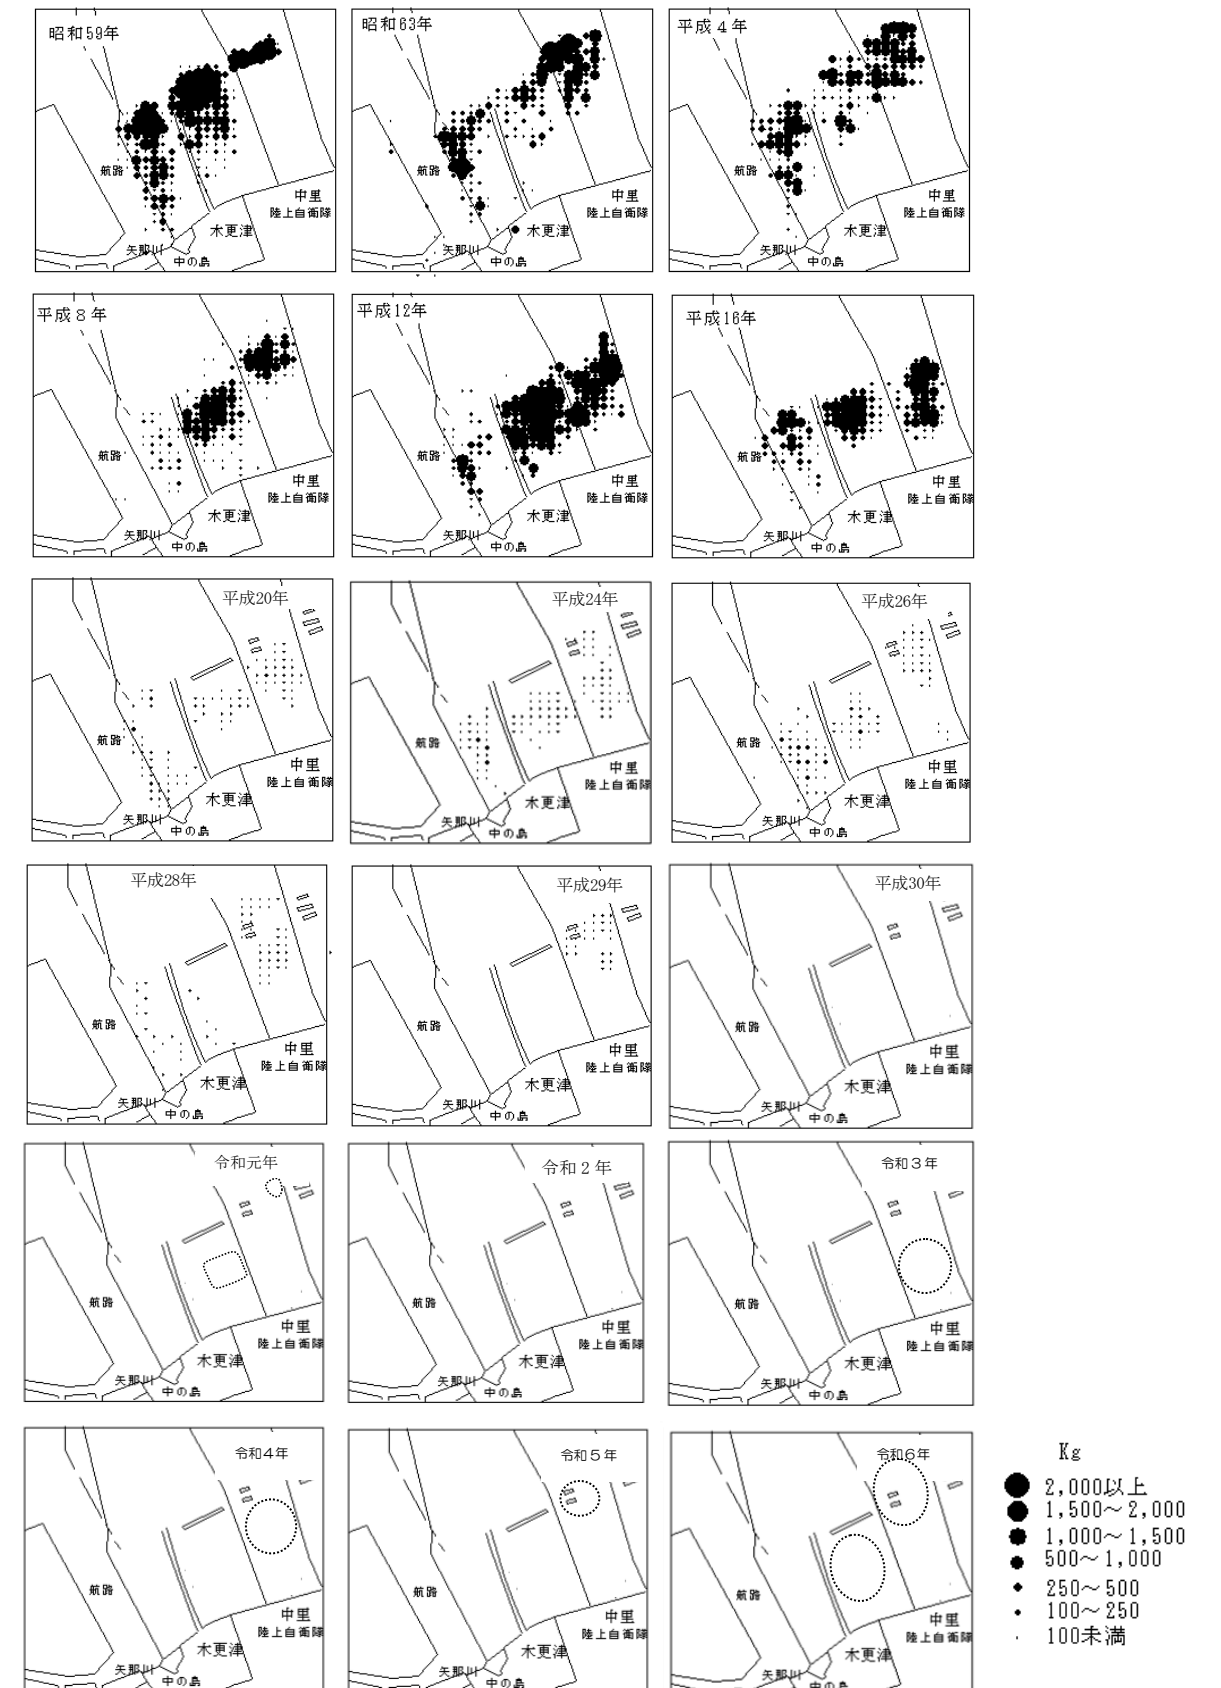 昭和59年
航路
中里
陸上自衛隊
木更津
矢那川
中の島
昭和63年
航路
中里
陸上自衛隊
木更津
矢那川
中の島
平成4年
航路
中里
陸上自衛隊
木更津
矢那川
中の島
平成8年
航路
中里
陸上自衛隊
木更津
矢那川
中の島
平成12年
航路
中里
陸上自衛隊
木更津
矢那川
中の島
平成16年
航路
中里
陸上自衛隊
木更津
矢那川
中の島
平成20年
航路
中里
陸上自衛隊
木更津
矢那川
中の島
平成24年
航路
中里
陸上自衛隊
木更津
矢那川
中の島
平成26年
航路
中里
陸上自衛隊
木更津
矢那川
中の島
平成28年
航路
中里
陸上自衛隊
木更津
矢那川
中の島
平成29年
航路
中里
陸上自衛隊
木更津
矢那川
中の島
平成30年
航路
中里
陸上自衛隊
木更津
矢那川
中の島
令和元年
航路
中里
陸上自衛隊
木更津
矢那川
中の島
令和2年
航路
中里
陸上自衛隊
木更津
矢那川
中の島
令和3年
航路
中里
陸上自衛隊
木更津
矢那川
中の島
令和4年
航路
中里
陸上自衛隊
木更津
矢那川
中の島
令和5年
航路
中里
陸上自衛隊
木更津
矢那川
中の島
令和6年
航路
中里
陸上自衛隊
木更津
矢那川
中の島
Kg
2,000以上
1,500～2,000
1,000～1,500
500～1,000
250～500
100～250
100未満